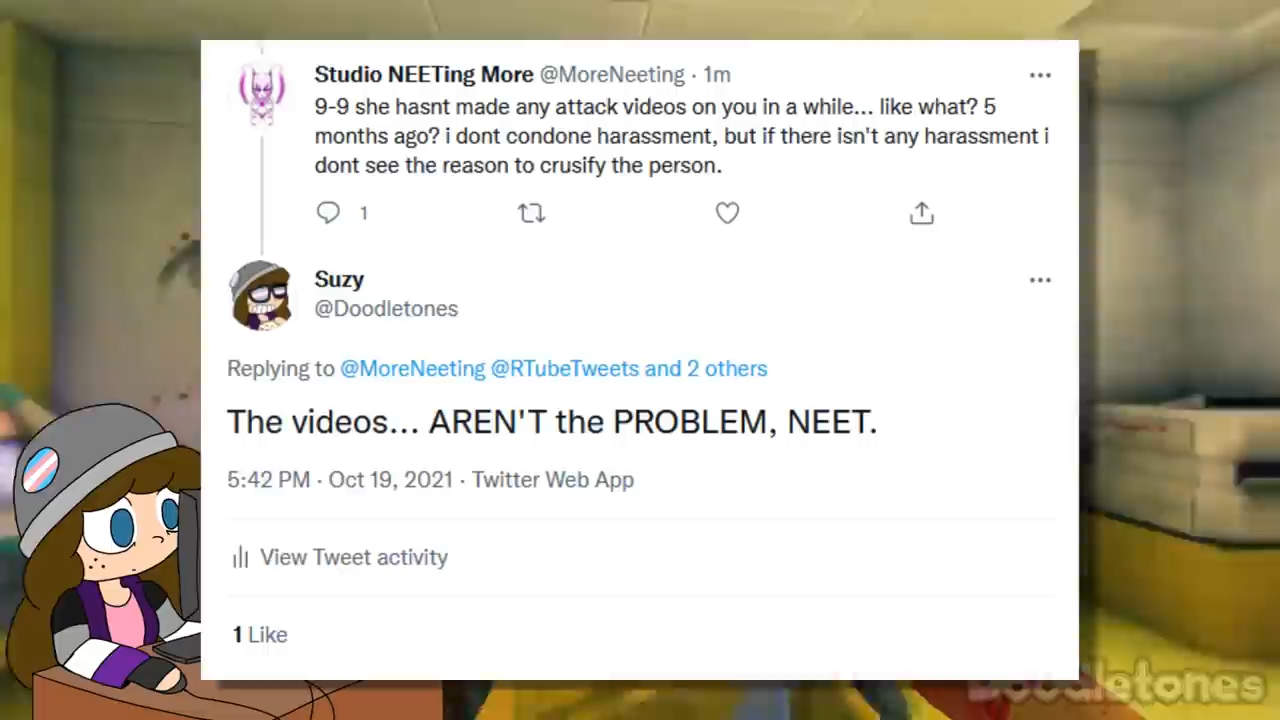 Studio NEETing More @MoreNeeting · 1m
9-9 she hasnt made any attack videos on you in a while... like what? 5
months ago? i dont condone harassment, but if there isn't any harassment i
dont see the reason to crusify the person.
1
Suzy
@Doodletones
Replying to @MoreNeeting @RTubeTweets and 2 others
The videos... AREN'T the PROBLEM, NEET.
5:42 PM · Oct 19, 2021 · Twitter Web App
View Tweet activity
1 Like
Doodletones